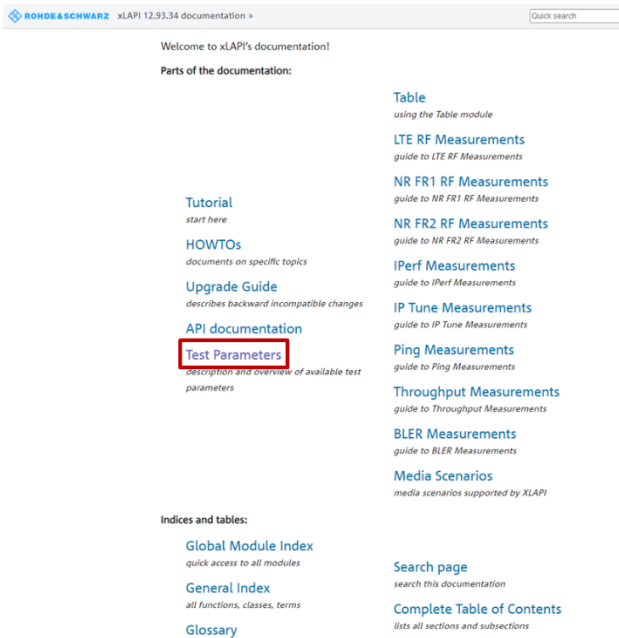 ROHDE&SCHWARZ xLAPI 12.93.34 documentation »
Quick search
Welcome to xLAPI's documentation!
Parts of the documentation:
Tutorial
start here
HOWTOs
documents on specific topics
Upgrade Guide
describes backward incompatible changes
API documentation
Test Parameters
description and overview of available test
parameters
Table
using the Table module
LTE RF Measurements
guide to LTE RF Measurements
NR FR1 RF Measurements
guide to NR FR1 RF Measurements
NR FR2 RF Measurements
guide to NR FR2 RF Measurements
IPerf Measurements
guide to IPerf Measurements
IP Tune Measurements
guide to IP Tune Measurements
Ping Measurements
guide to Ping Measurements
Throughput Measurements
guide to Throughput Measurements
BLER Measurements
guide to BLER Measurements
Media Scenarios
media scenarios supported by XLAPI
Indices and tables:
Global Module Index
quick access to all modules
General Index
all functions, classes, terms
Glossary
Search page
search this documentation
Complete Table of Contents
lists all sections and subsections